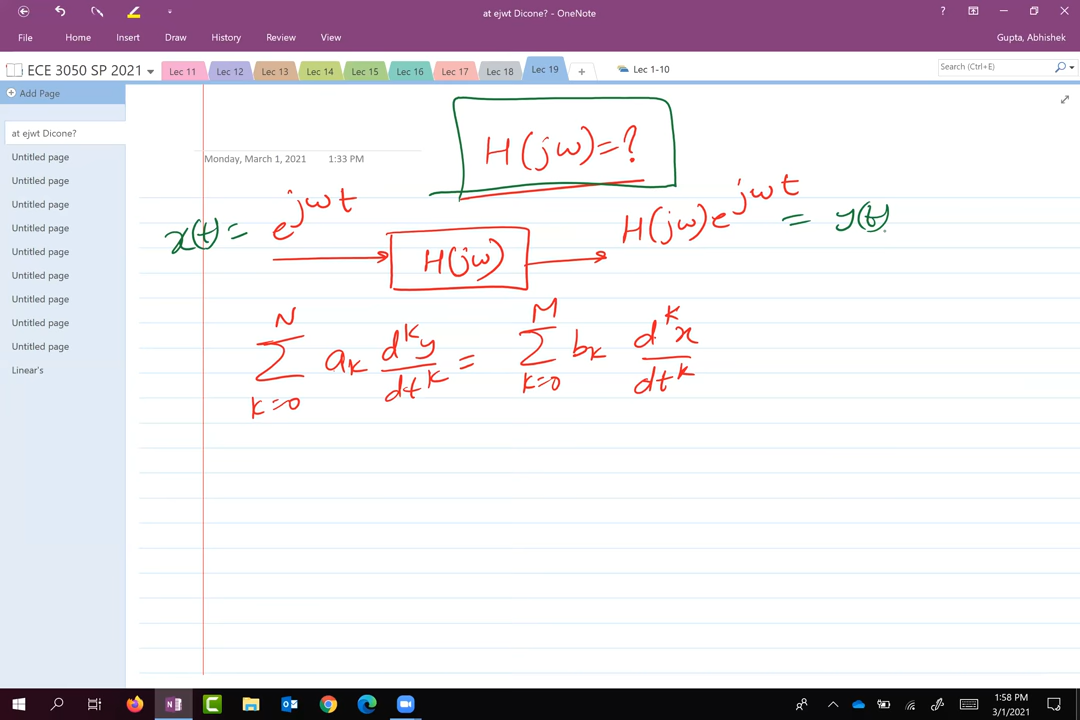 at ejwt Dicone? - OneNote
?
File Home Insert Draw History Review View
Gupta, Abhishek
ECE 3050 SP 2021
Lec 11 Lec 12 Lec 13 Lec 14 Lec 15 Lec 16 Lec 17 Lec 18 Lec 19 + Lec 1-10
Search (Ctrl+E)
+ Add Page
at ejwt Dicone?
Untitled page
Untitled page
Untitled page
Untitled page
Untitled page
Untitled page
Untitled page
Untitled page
Untitled page
Linear's
H(jω)=?
Monday, March 1, 2021 1:33 PM
x(t)= e^{jωt} → H(jω) → H(jω)e^{jωt} = y(t)
\sum_{k=0}^{N} a_k \frac{d^k y}{dt^k} = \sum_{k=0}^{M} b_k \frac{d^k x}{dt^k}
1:58 PM
3/1/2021